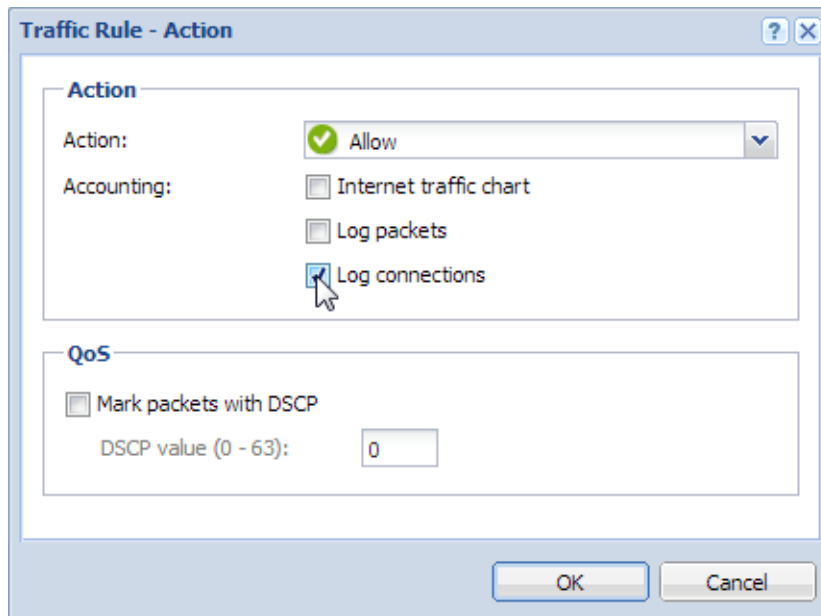 Traffic Rule - Action
?
Action
Action: Allow
Accounting: Internet traffic chart
Log packets
Log connections
QoS
Mark packets with DSCP
DSCP value (0 - 63): 0
OK Cancel